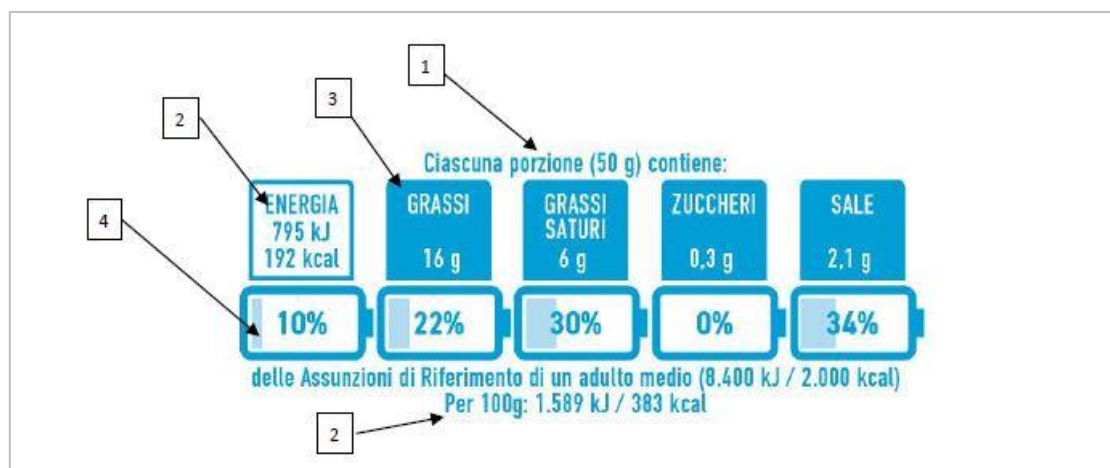 1
3
2
Ciascuna porzione (50 g) contiene:
ENERGIA
795 kJ
192 kcal
GRASSI
16 g
GRASSI
SATURI
6 g
ZUCCHERI
0,3 g
SALE
2,1 g
4
10%
22%
30%
0%
34%
delle Assunzioni di Riferimento di un adulto medio (8.400 kJ / 2.000 kcal)
Per 100g: 1.589 kJ / 383 kcal
2